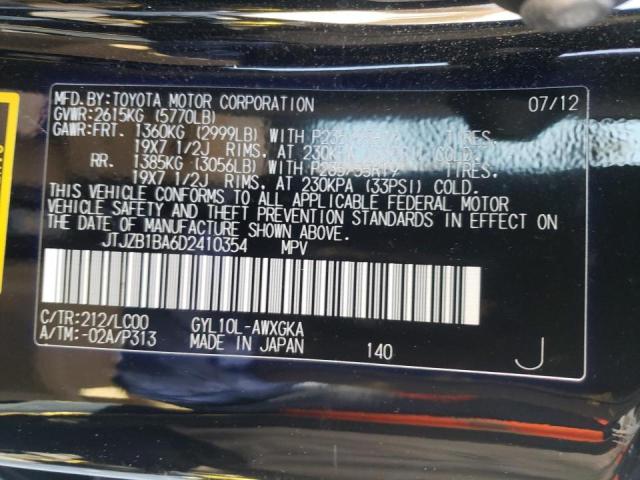 MFD.BY:TOYOTA MOTOR CORPORATION 07/12
GVWR:2615KG (5770LB)
GAWR:FRT. 1360KG (2999LB) WITH TIRES,
19X7 1/2J RIMS, AT 230KPA COLD.
RR. 1385KG (3056LB) WITH P235/55R19 TIRES,
19X7 1/2J RIMS, AT 230KPA (33PSI) COLD.
THIS VEHICLE CONFORMS TO ALL APPLICABLE FEDERAL MOTOR
VEHICLE SAFETY AND THEFT PREVENTION STANDARDS IN EFFECT ON
THE DATE OF MANUFACTURE SHOWN ABOVE.
JTJZB1BA6D2410354 MPV
C/TR:212/LC00 GYL10L-AWXGKA
A/TM:-02A/P313 MADE IN JAPAN 140 J